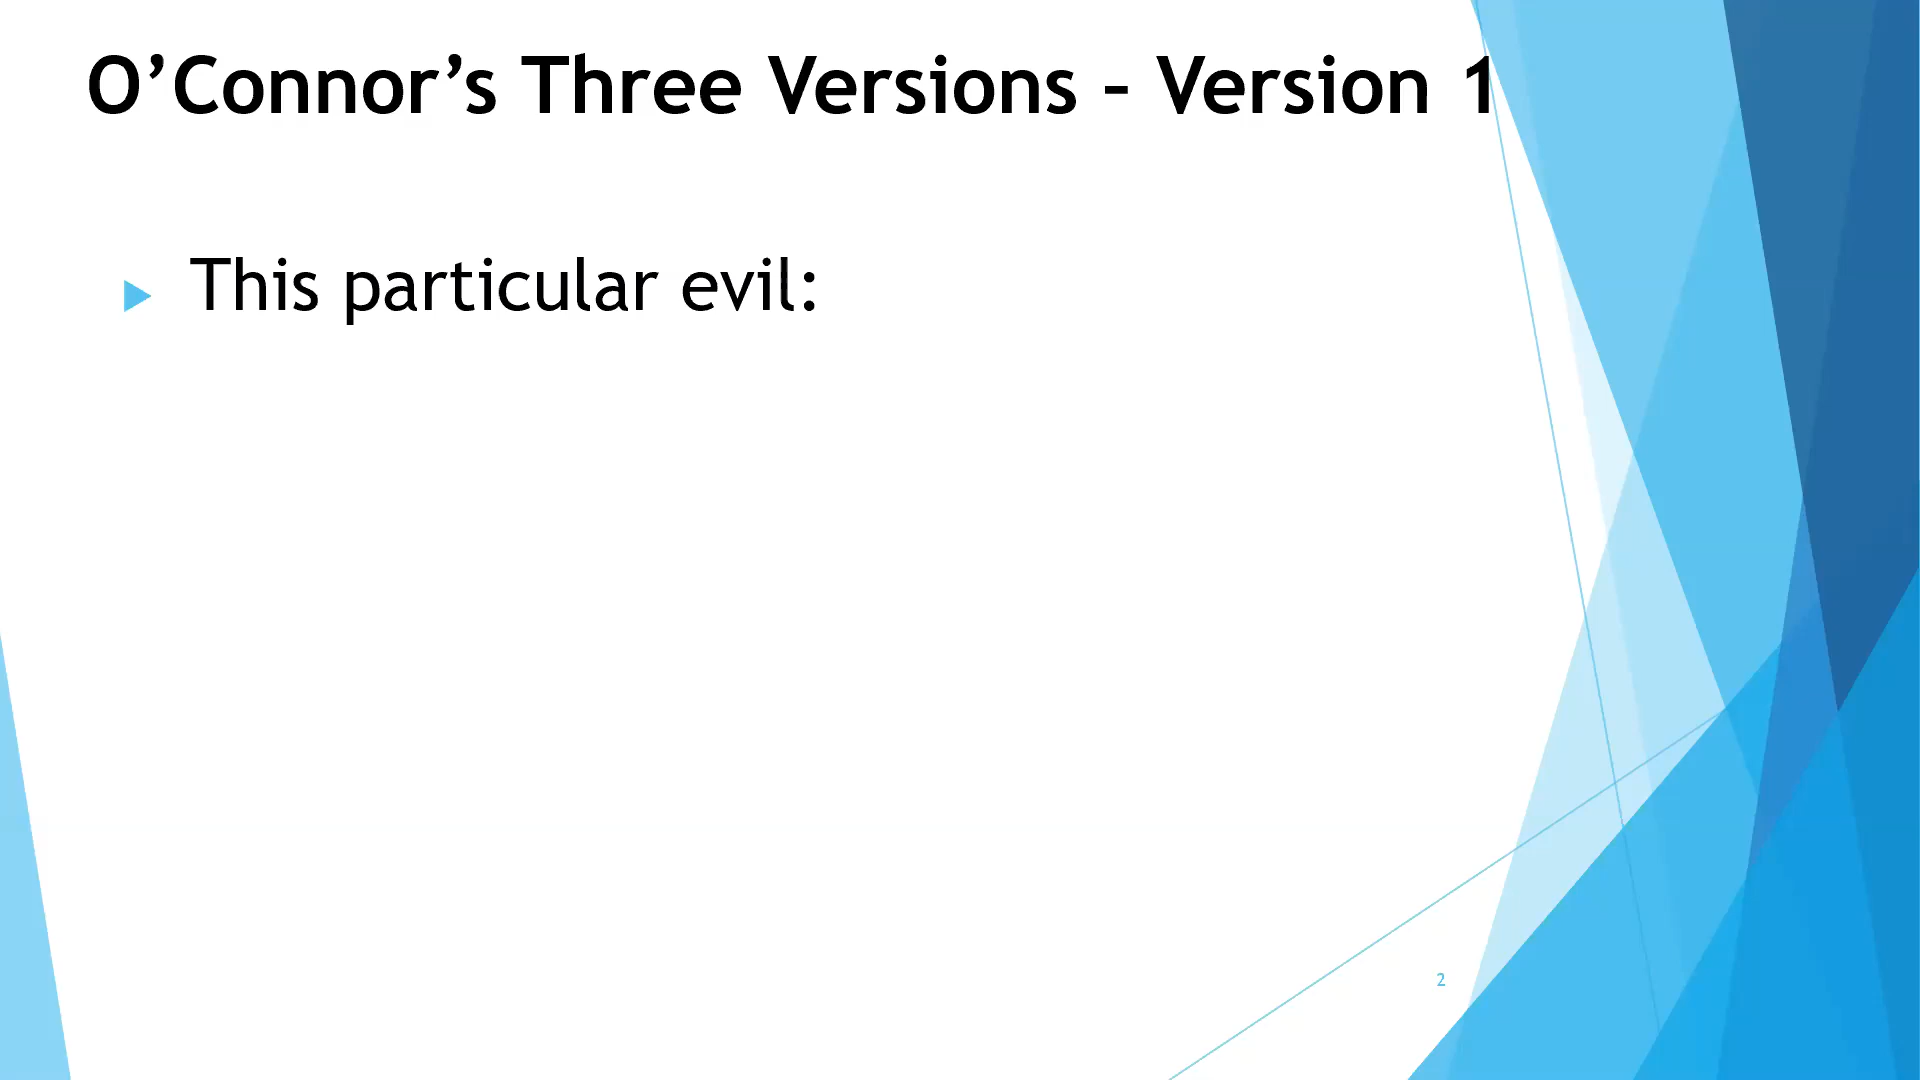 O’Connor’s Three Versions – Version 1
This particular evil:
2